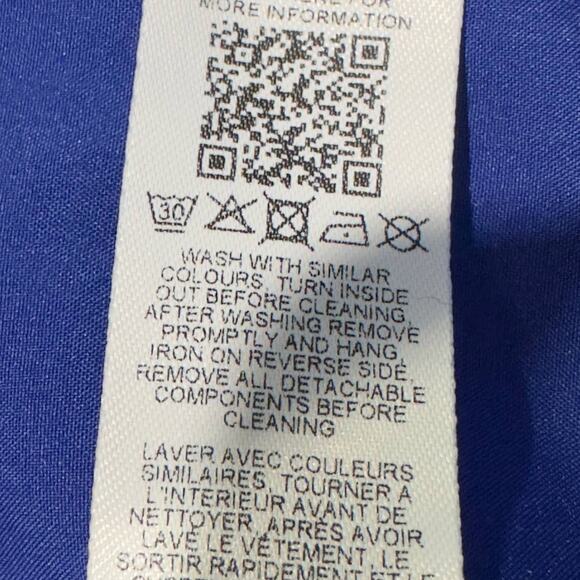 FOR
MORE INFORMATION
30
WASH WITH SIMILAR
COLOURS, TURN INSIDE
OUT BEFORE CLEANING,
AFTER WASHING REMOVE
PROMPTLY AND HANG,
IRON ON REVERSE SIDE,
REMOVE ALL DETACHABLE
COMPONENTS BEFORE
CLEANING
LAVER AVEC COULEURS
SIMILAIRES, TOURNER A
L'INTERIEUR AVANT DE
NETTOYER, APRÈS AVOIR
LAVÉ LE VÊTEMENT, LE
SORTIR RAPIDEMENT ET LE